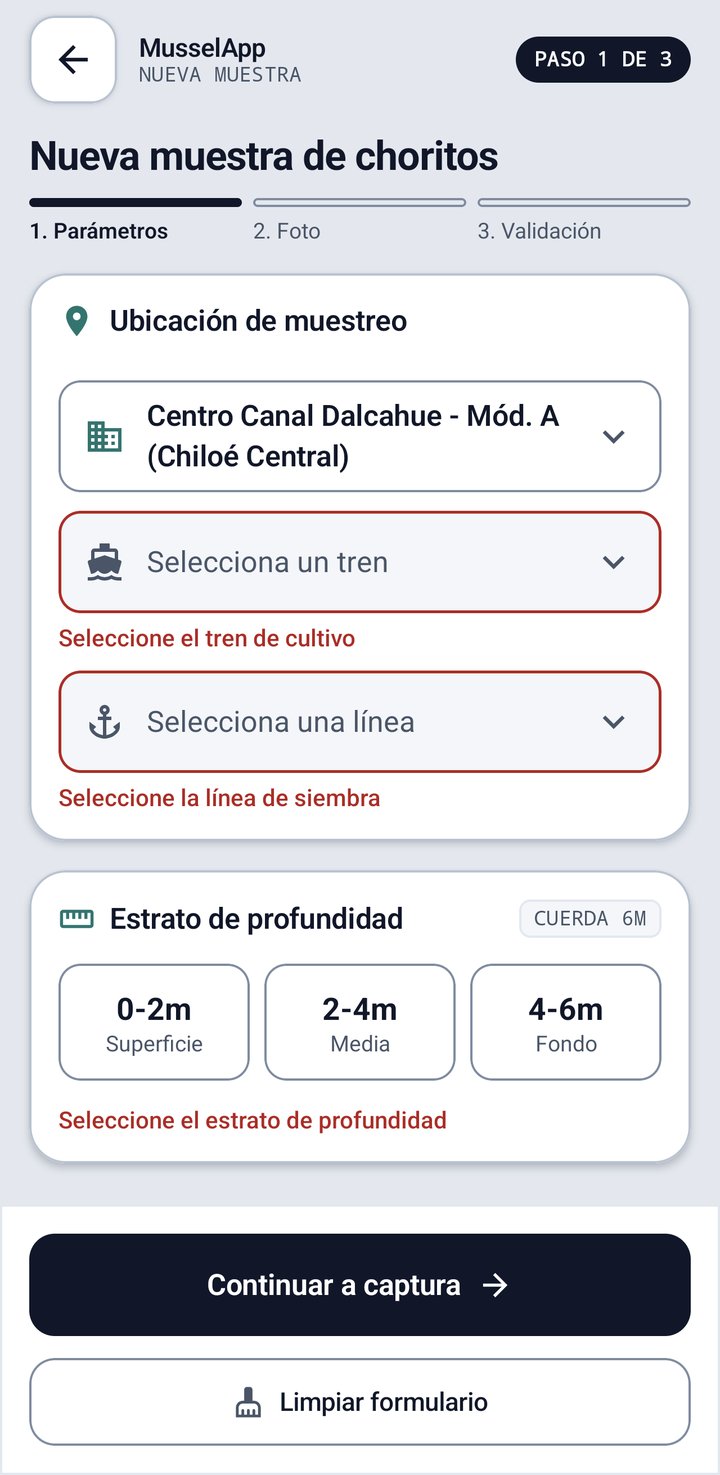 MusselApp
NUEVA MUESTRA
PASO 1 DE 3
Nueva muestra de choritos
1. Parámetros
2. Foto
3. Validación
Ubicación de muestreo
Centro Canal Dalcahue - Mód. A
(Chiloé Central)
Selecciona un tren
Seleccione el tren de cultivo
Selecciona una línea
Seleccione la línea de siembra
Estrato de profundidad
CUERDA 6M
0-2m
Superficie
2-4m
Media
4-6m
Fondo
Seleccione el estrato de profundidad
Continuar a captura
Limpiar formulario